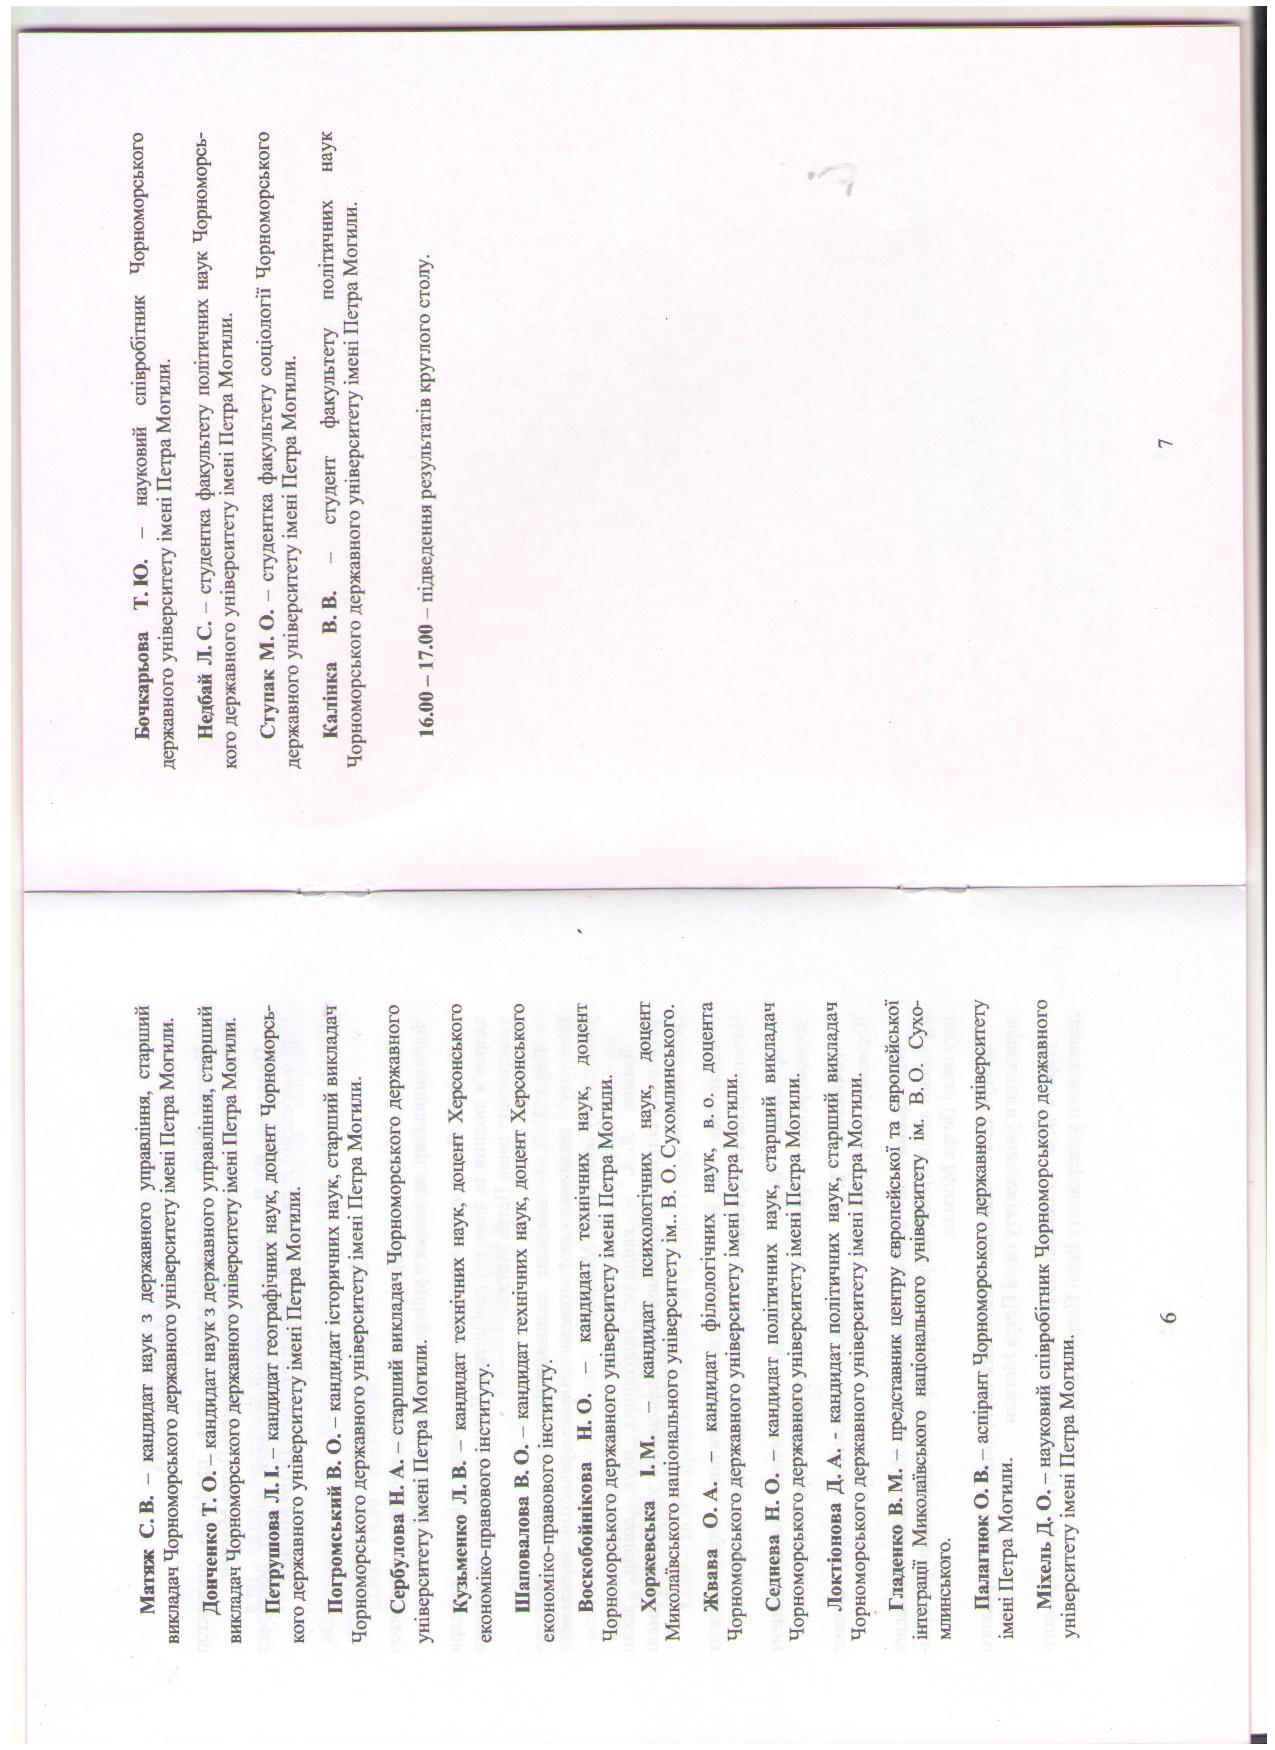 Матяж С. В. – кандидат наук з державного управління, старший
викладач Чорноморського державного університету імені Петра Могили.
Донченко Т. О. – кандидат наук з державного управління, старший
викладач Чорноморського державного університету імені Петра Могили.
Петрушова Л. І. – кандидат географічних наук, доцент Чорноморсь-
кого державного університету імені Петра Могили.
Погромський В. О. – кандидат історичних наук, старший викладач
Чорноморського державного університету імені Петра Могили.
Сербулова Н. А. – старший викладач Чорноморського державного
університету імені Петра Могили.
Кузьменко Л. В. – кандидат технічних наук, доцент Херсонського
економіко-правового інституту.
Шаповалова В. О. – кандидат технічних наук, доцент Херсонського
економіко-правового інституту.
Воскобойнікова Н. О. – кандидат технічних наук, доцент
Чорноморського державного університету імені Петра Могили.
Хоржевська І. М. – кандидат психологічних наук, доцент
Миколаївського національного університету ім.. В. О. Сухомлинського.
Жвава О. А. – кандидат філологічних наук, в. о. доцента
Чорноморського державного університету імені Петра Могили.
Седнева Н. О. – кандидат політичних наук, старший викладач
Чорноморського державного університету імені Петра Могили.
Локтіонова Д. А. - кандидат політичних наук, старший викладач
Чорноморського державного університету імені Петра Могили.
Гладенко В. М. – представник центру європейської та європейської
інтеграції Миколаївського національного університету ім. В. О. Сухо-
млинського.
Палагнюк О. В. – аспірант Чорноморського державного університету
імені Петра Могили.
Міхель Д. О. – науковий співробітник Чорноморського державного
університету імені Петра Могили.
6
Бочкарьова Т. Ю. – науковий співробітник Чорноморського
державного університету імені Петра Могили.
Недбай Л. С. – студентка факультету політичних наук Чорноморсь-
кого державного університету імені Петра Могили.
Ступак М. О. – студентка факультету соціології Чорноморського
державного університету імені Петра Могили.
Калінка В. В. – студент факультету політичних наук
Чорноморського державного університету імені Петра Могили.
16.00 – 17.00 – підведення результатів круглого столу.
7